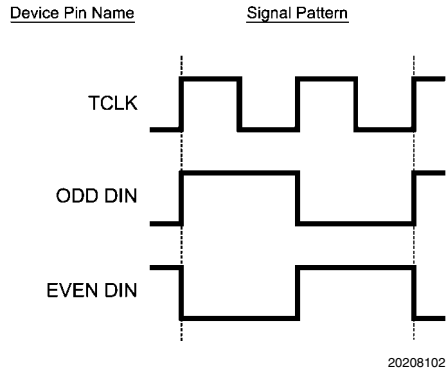 Device Pin Name Signal Pattern
TCLK
ODD DIN
EVEN DIN
20208102